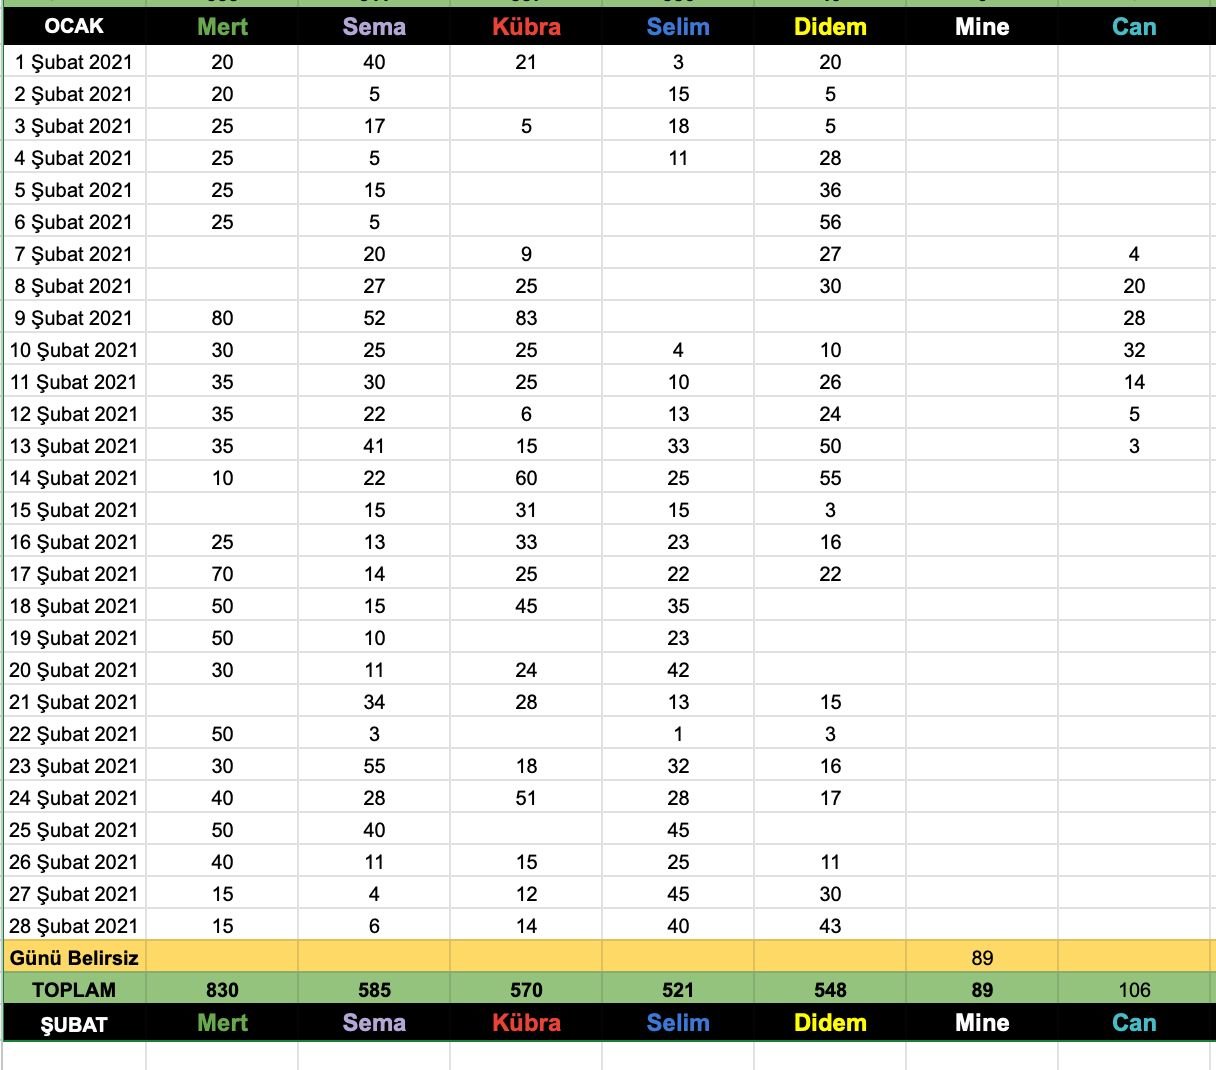 OCAK Mert Sema Kübra Selim Didem Mine Can
1 Şubat 2021 20 40 21 3 20
2 Şubat 2021 20 5 15 5
3 Şubat 2021 25 17 5 18 5
4 Şubat 2021 25 5 11 28
5 Şubat 2021 25 15 36
6 Şubat 2021 25 5 56
7 Şubat 2021 20 9 27 4
8 Şubat 2021 27 25 30 20
9 Şubat 2021 80 52 83 28
10 Şubat 2021 30 25 25 4 10 32
11 Şubat 2021 35 30 25 10 26 14
12 Şubat 2021 35 22 6 13 24 5
13 Şubat 2021 35 41 15 33 50 3
14 Şubat 2021 10 22 60 25 55
15 Şubat 2021 15 31 15 3
16 Şubat 2021 25 13 33 23 16
17 Şubat 2021 70 14 25 22 22
18 Şubat 2021 50 15 45 35
19 Şubat 2021 50 10 23
20 Şubat 2021 30 11 24 42
21 Şubat 2021 34 28 13 15
22 Şubat 2021 50 3 1 3
23 Şubat 2021 30 55 18 32 16
24 Şubat 2021 40 28 51 28 17
25 Şubat 2021 50 40 45
26 Şubat 2021 40 11 15 25 11
27 Şubat 2021 15 4 12 45 30
28 Şubat 2021 15 6 14 40 43
Günü Belirsiz 89
TOPLAM 830 585 570 521 548 89 106
ŞUBAT Mert Sema Kübra Selim Didem Mine Can